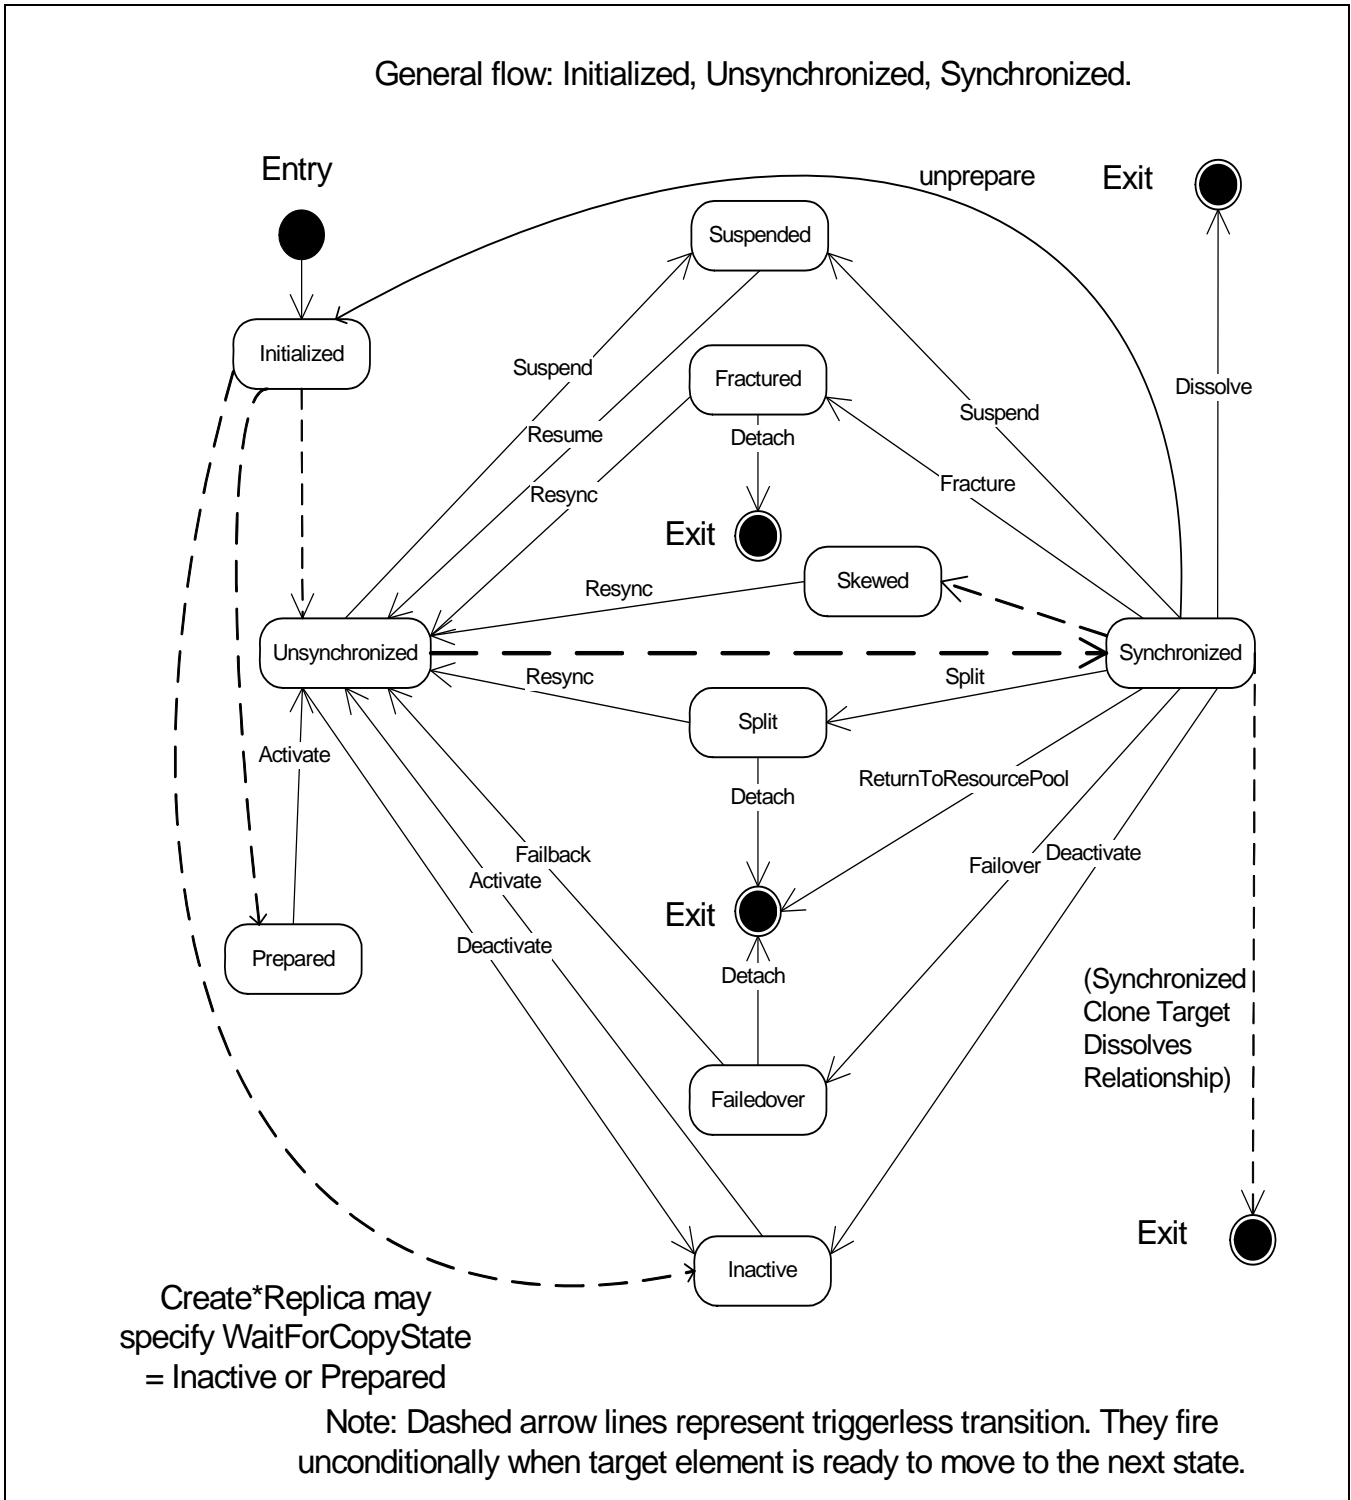 General flow: Initialized, Unsynchronized, Synchronized.
Entry
unprepare
Exit
Suspended
Initialized
Suspend
Fractured
Dissolve
Suspend
Resume
Detach
Fracture
Resync
Exit
Skewed
Resync
Unsynchronized
Synchronized
Resync
Split
Split
Activate
ReturnToResourcePool
Detach
Failback
Failover
Deactivate
Activate
Exit
Deactivate
Prepared
Detach
(Synchronized
Clone Target
Dissolves
Relationship)
Failedover
Exit
Inactive
Create*Replica may
specify WaitForCopyState
= Inactive or Prepared
Note: Dashed arrow lines represent triggerless transition. They fire
unconditionally when target element is ready to move to the next state.